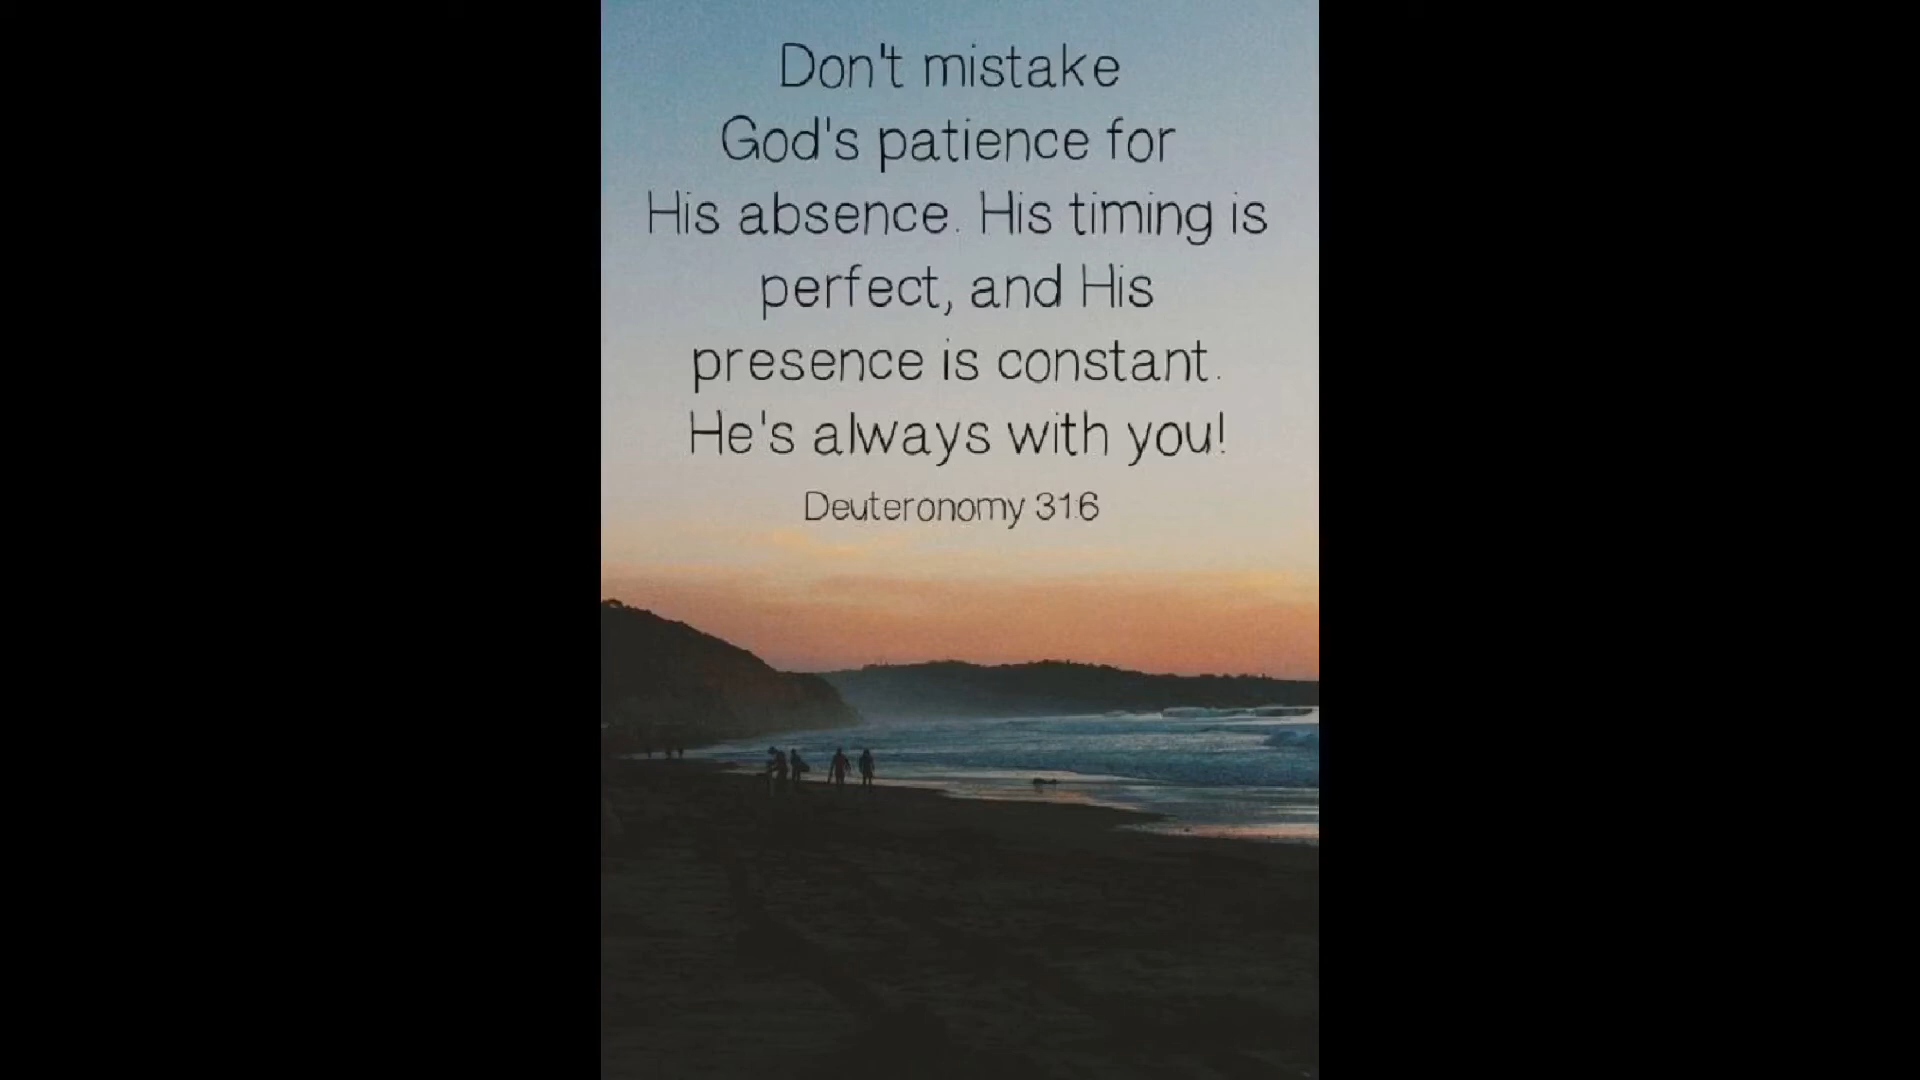 Don't mistake
God's patience for
His absence. His timing is
perfect, and His
presence is constant.
He's always with you!
Deuteronomy 31:6